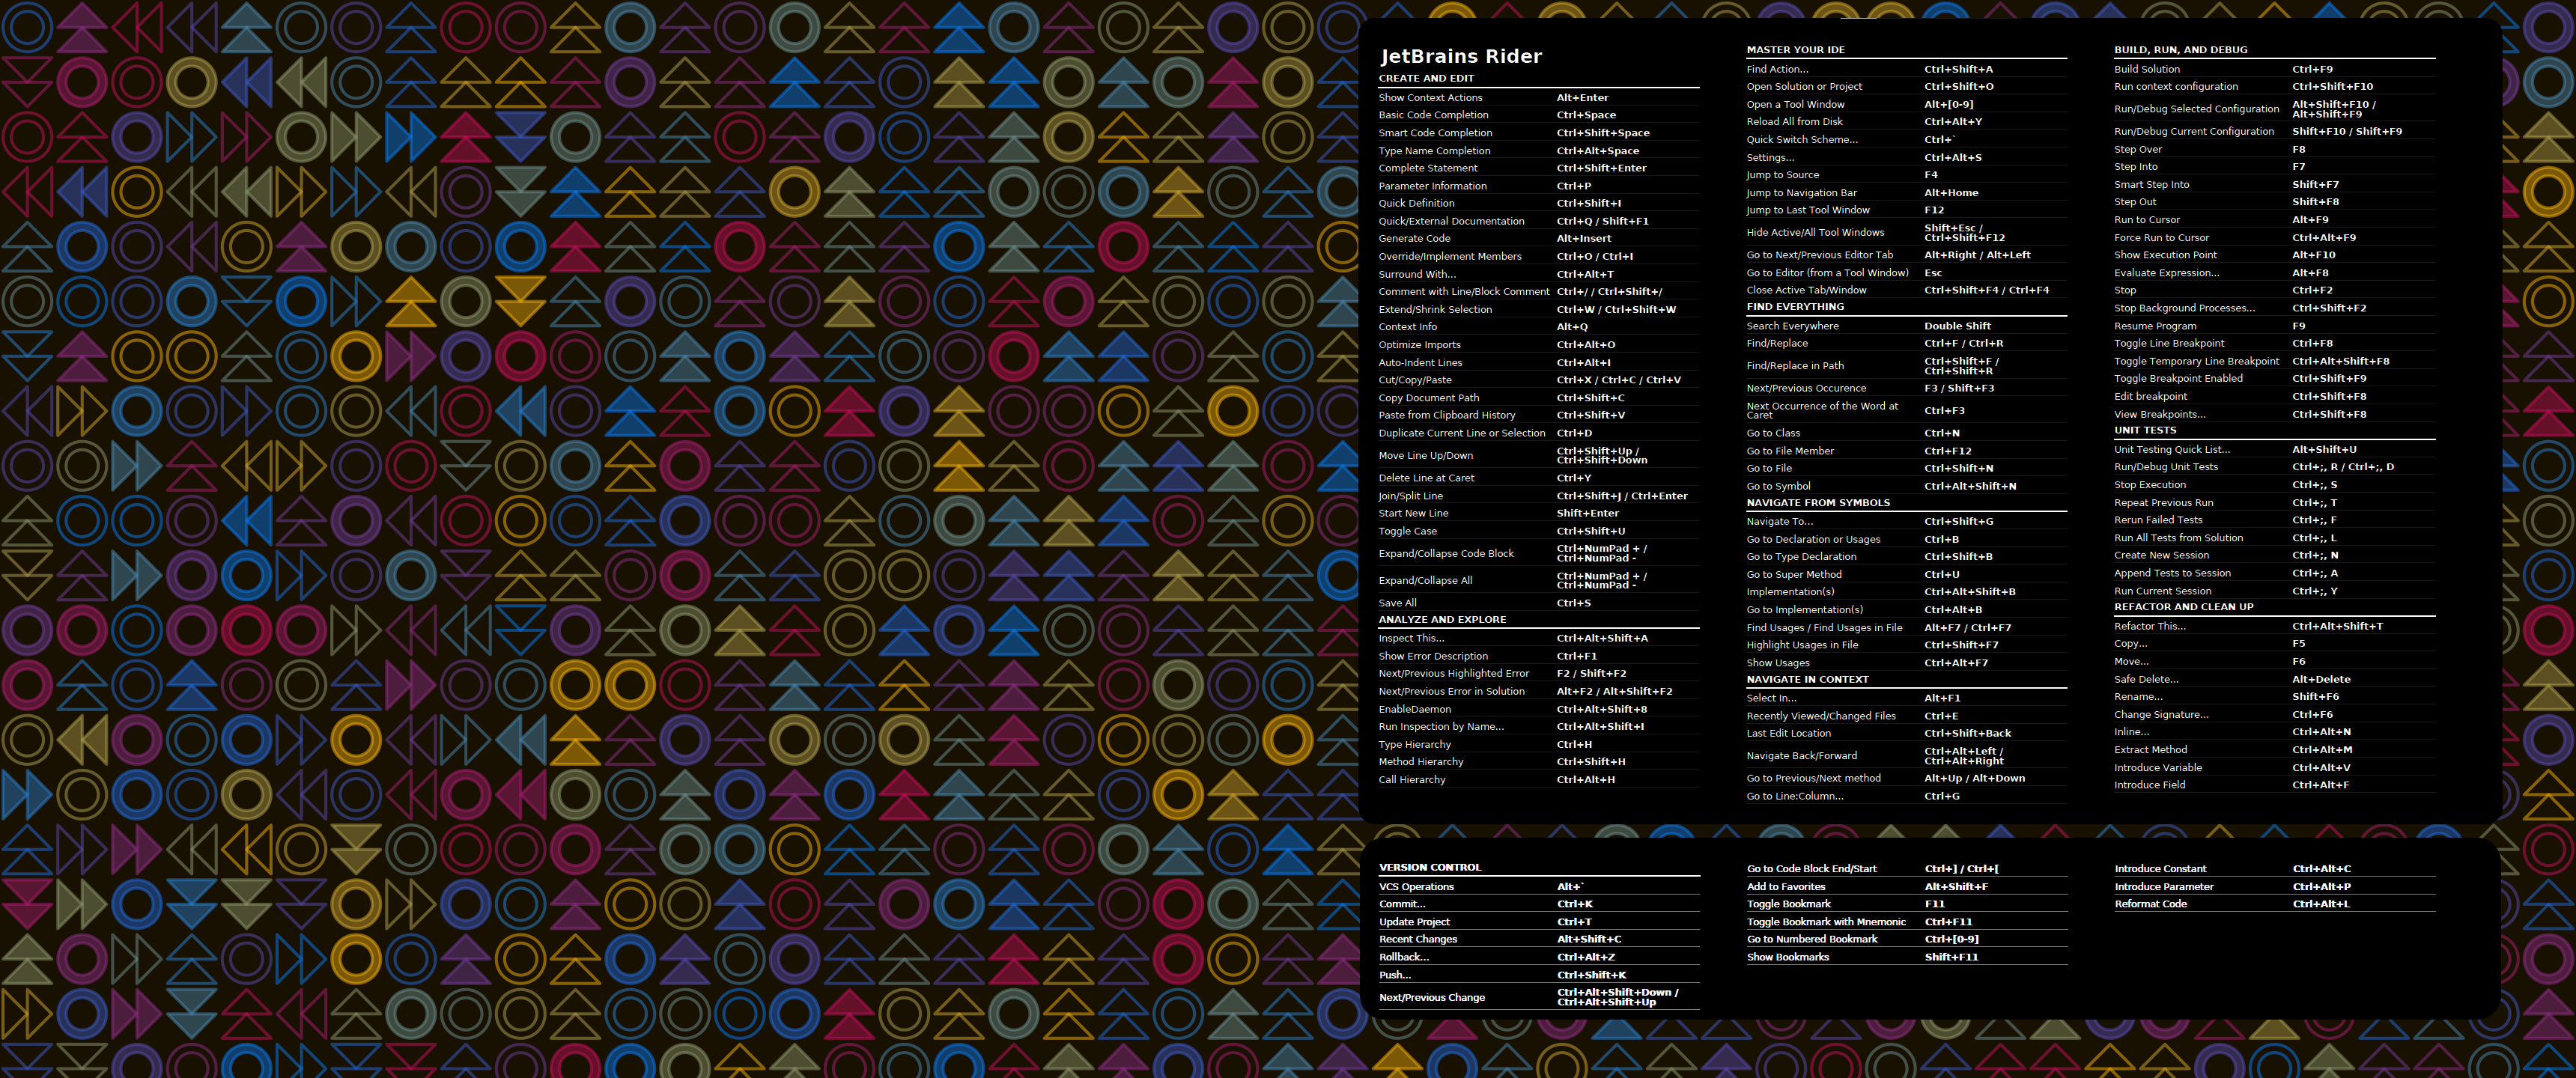 JetBrains Rider
CREATE AND EDIT
Show Context Actions Alt+Enter
Basic Code Completion Ctrl+Space
Smart Code Completion Ctrl+Shift+Space
Type Name Completion Ctrl+Alt+Space
Complete Statement Ctrl+Shift+Enter
Parameter Information Ctrl+P
Quick Definition Ctrl+Shift+I
Quick/External Documentation Ctrl+Q / Shift+F1
Generate Code Alt+Insert
Override/Implement Members Ctrl+O / Ctrl+I
Surround With... Ctrl+Alt+T
Comment with Line/Block Comment Ctrl+/ / Ctrl+Shift+/
Extend/Shrink Selection Ctrl+W / Ctrl+Shift+W
Context Info Alt+Q
Optimize Imports Ctrl+Alt+O
Auto-Indent Lines Ctrl+Alt+I
Cut/Copy/Paste Ctrl+X / Ctrl+C / Ctrl+V
Copy Document Path Ctrl+Shift+C
Paste from Clipboard History Ctrl+Shift+V
Duplicate Current Line or Selection Ctrl+D
Move Line Up/Down Ctrl+Shift+Up /
Ctrl+Shift+Down
Delete Line at Caret Ctrl+Y
Join/Split Line Ctrl+Shift+J / Ctrl+Enter
Start New Line Shift+Enter
Toggle Case Ctrl+Shift+U
Expand/Collapse Code Block Ctrl+NumPad + /
Ctrl+NumPad -
Expand/Collapse All Ctrl+NumPad + /
Ctrl+NumPad -
Save All Ctrl+S
ANALYZE AND EXPLORE
Inspect This... Ctrl+Alt+Shift+A
Show Error Description Ctrl+F1
Next/Previous Highlighted Error F2 / Shift+F2
Next/Previous Error in Solution Alt+F2 / Alt+Shift+F2
EnableDaemon Ctrl+Alt+Shift+8
Run Inspection by Name... Ctrl+Alt+Shift+I
Type Hierarchy Ctrl+H
Method Hierarchy Ctrl+Shift+H
Call Hierarchy Ctrl+Alt+H
MASTER YOUR IDE
Find Action... Ctrl+Shift+A
Open Solution or Project Ctrl+Shift+O
Open a Tool Window Alt+[0-9]
Reload All from Disk Ctrl+Alt+Y
Quick Switch Scheme... Ctrl+`
Settings... Ctrl+Alt+S
Jump to Source F4
Jump to Navigation Bar Alt+Home
Jump to Last Tool Window F12
Hide Active/All Tool Windows Shift+Esc /
Ctrl+Shift+F12
Go to Next/Previous Editor Tab Alt+Right / Alt+Left
Go to Editor (from a Tool Window) Esc
Close Active Tab/Window Ctrl+Shift+F4 / Ctrl+F4
FIND EVERYTHING
Search Everywhere Double Shift
Find/Replace Ctrl+F / Ctrl+R
Find/Replace in Path Ctrl+Shift+F /
Ctrl+Shift+R
Next/Previous Occurence F3 / Shift+F3
Next Occurrence of the Word at
Caret Ctrl+F3
Go to Class Ctrl+N
Go to File Member Ctrl+F12
Go to File Ctrl+Shift+N
Go to Symbol Ctrl+Alt+Shift+N
NAVIGATE FROM SYMBOLS
Navigate To... Ctrl+Shift+G
Go to Declaration or Usages Ctrl+B
Go to Type Declaration Ctrl+Shift+B
Go to Super Method Ctrl+U
Implementation(s) Ctrl+Alt+Shift+B
Go to Implementation(s) Ctrl+Alt+B
Find Usages / Find Usages in File Alt+F7 / Ctrl+F7
Highlight Usages in File Ctrl+Shift+F7
Show Usages Ctrl+Alt+F7
NAVIGATE IN CONTEXT
Select In... Alt+F1
Recently Viewed/Changed Files Ctrl+E
Last Edit Location Ctrl+Shift+Back
Navigate Back/Forward Ctrl+Alt+Left /
Ctrl+Alt+Right
Go to Previous/Next method Alt+Up / Alt+Down
Go to Line:Column... Ctrl+G
BUILD, RUN, AND DEBUG
Build Solution Ctrl+F9
Run context configuration Ctrl+Shift+F10
Run/Debug Selected Configuration Alt+Shift+F10 /
Alt+Shift+F9
Run/Debug Current Configuration Shift+F10 / Shift+F9
Step Over F8
Step Into F7
Smart Step Into Shift+F7
Step Out Shift+F8
Run to Cursor Alt+F9
Force Run to Cursor Ctrl+Alt+F9
Show Execution Point Alt+F10
Evaluate Expression... Alt+F8
Stop Ctrl+F2
Stop Background Processes... Ctrl+Shift+F2
Resume Program F9
Toggle Line Breakpoint Ctrl+F8
Toggle Temporary Line Breakpoint Ctrl+Alt+Shift+F8
Toggle Breakpoint Enabled Ctrl+Shift+F9
Edit breakpoint Ctrl+Shift+F8
View Breakpoints... Ctrl+Shift+F8
UNIT TESTS
Unit Testing Quick List... Alt+Shift+U
Run/Debug Unit Tests Ctrl+;, R / Ctrl+;, D
Stop Execution Ctrl+;, S
Repeat Previous Run Ctrl+;, T
Rerun Failed Tests Ctrl+;, F
Run All Tests from Solution Ctrl+;, L
Create New Session Ctrl+;, N
Append Tests to Session Ctrl+;, A
Run Current Session Ctrl+;, Y
REFACTOR AND CLEAN UP
Refactor This... Ctrl+Alt+Shift+T
Copy... F5
Move... F6
Safe Delete... Alt+Delete
Rename... Shift+F6
Change Signature... Ctrl+F6
Inline... Ctrl+Alt+N
Extract Method Ctrl+Alt+M
Introduce Variable Ctrl+Alt+V
Introduce Field Ctrl+Alt+F
VERSION CONTROL
VCS Operations Alt+`
Commit... Ctrl+K
Update Project Ctrl+T
Recent Changes Alt+Shift+C
Rollback... Ctrl+Alt+Z
Push... Ctrl+Shift+K
Next/Previous Change Ctrl+Alt+Shift+Down /
Ctrl+Alt+Shift+Up
Go to Code Block End/Start Ctrl+] / Ctrl+[
Add to Favorites Alt+Shift+F
Toggle Bookmark F11
Toggle Bookmark with Mnemonic Ctrl+F11
Go to Numbered Bookmark Ctrl+[0-9]
Show Bookmarks Shift+F11
Introduce Constant Ctrl+Alt+C
Introduce Parameter Ctrl+Alt+P
Reformat Code Ctrl+Alt+L